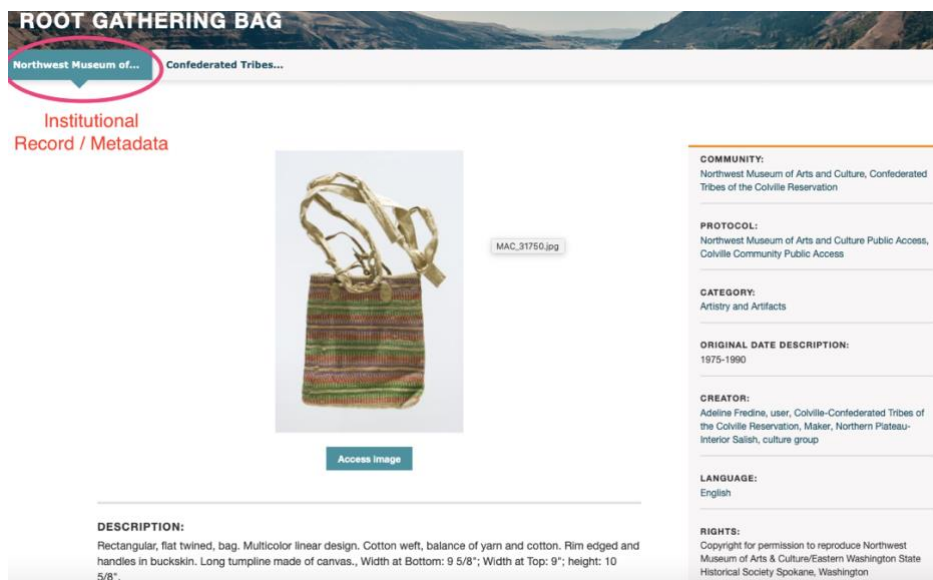 ROOT GATHERING BAG
Northwest Museum of...
Confederated Tribes...
Institutional
Record / Metadata
MAC_31750.jpg
Access image
DESCRIPTION:
Rectangular, flat twined, bag. Multicolor linear design. Cotton weft, balance of yarn and cotton. Rim edged and
handles in buckskin. Long tumpline made of canvas., Width at Bottom: 9 5/8"; Width at Top: 9"; height: 10
5/8".
COMMUNITY:
Northwest Museum of Arts and Culture, Confederated
Tribes of the Colville Reservation
PROTOCOL:
Northwest Museum of Arts and Culture Public Access,
Colville Community Public Access
CATEGORY:
Artistry and Artifacts
ORIGINAL DATE DESCRIPTION:
1975-1990
CREATOR:
Adeline Fredine, user, Colville-Confederated Tribes of
the Colville Reservation, Maker, Northern Plateau-
Interior Salish, culture group
LANGUAGE:
English
RIGHTS:
Copyright for permission to reproduce Northwest
Museum of Arts & Culture/Eastern Washington State
Historical Society Spokane, Washington